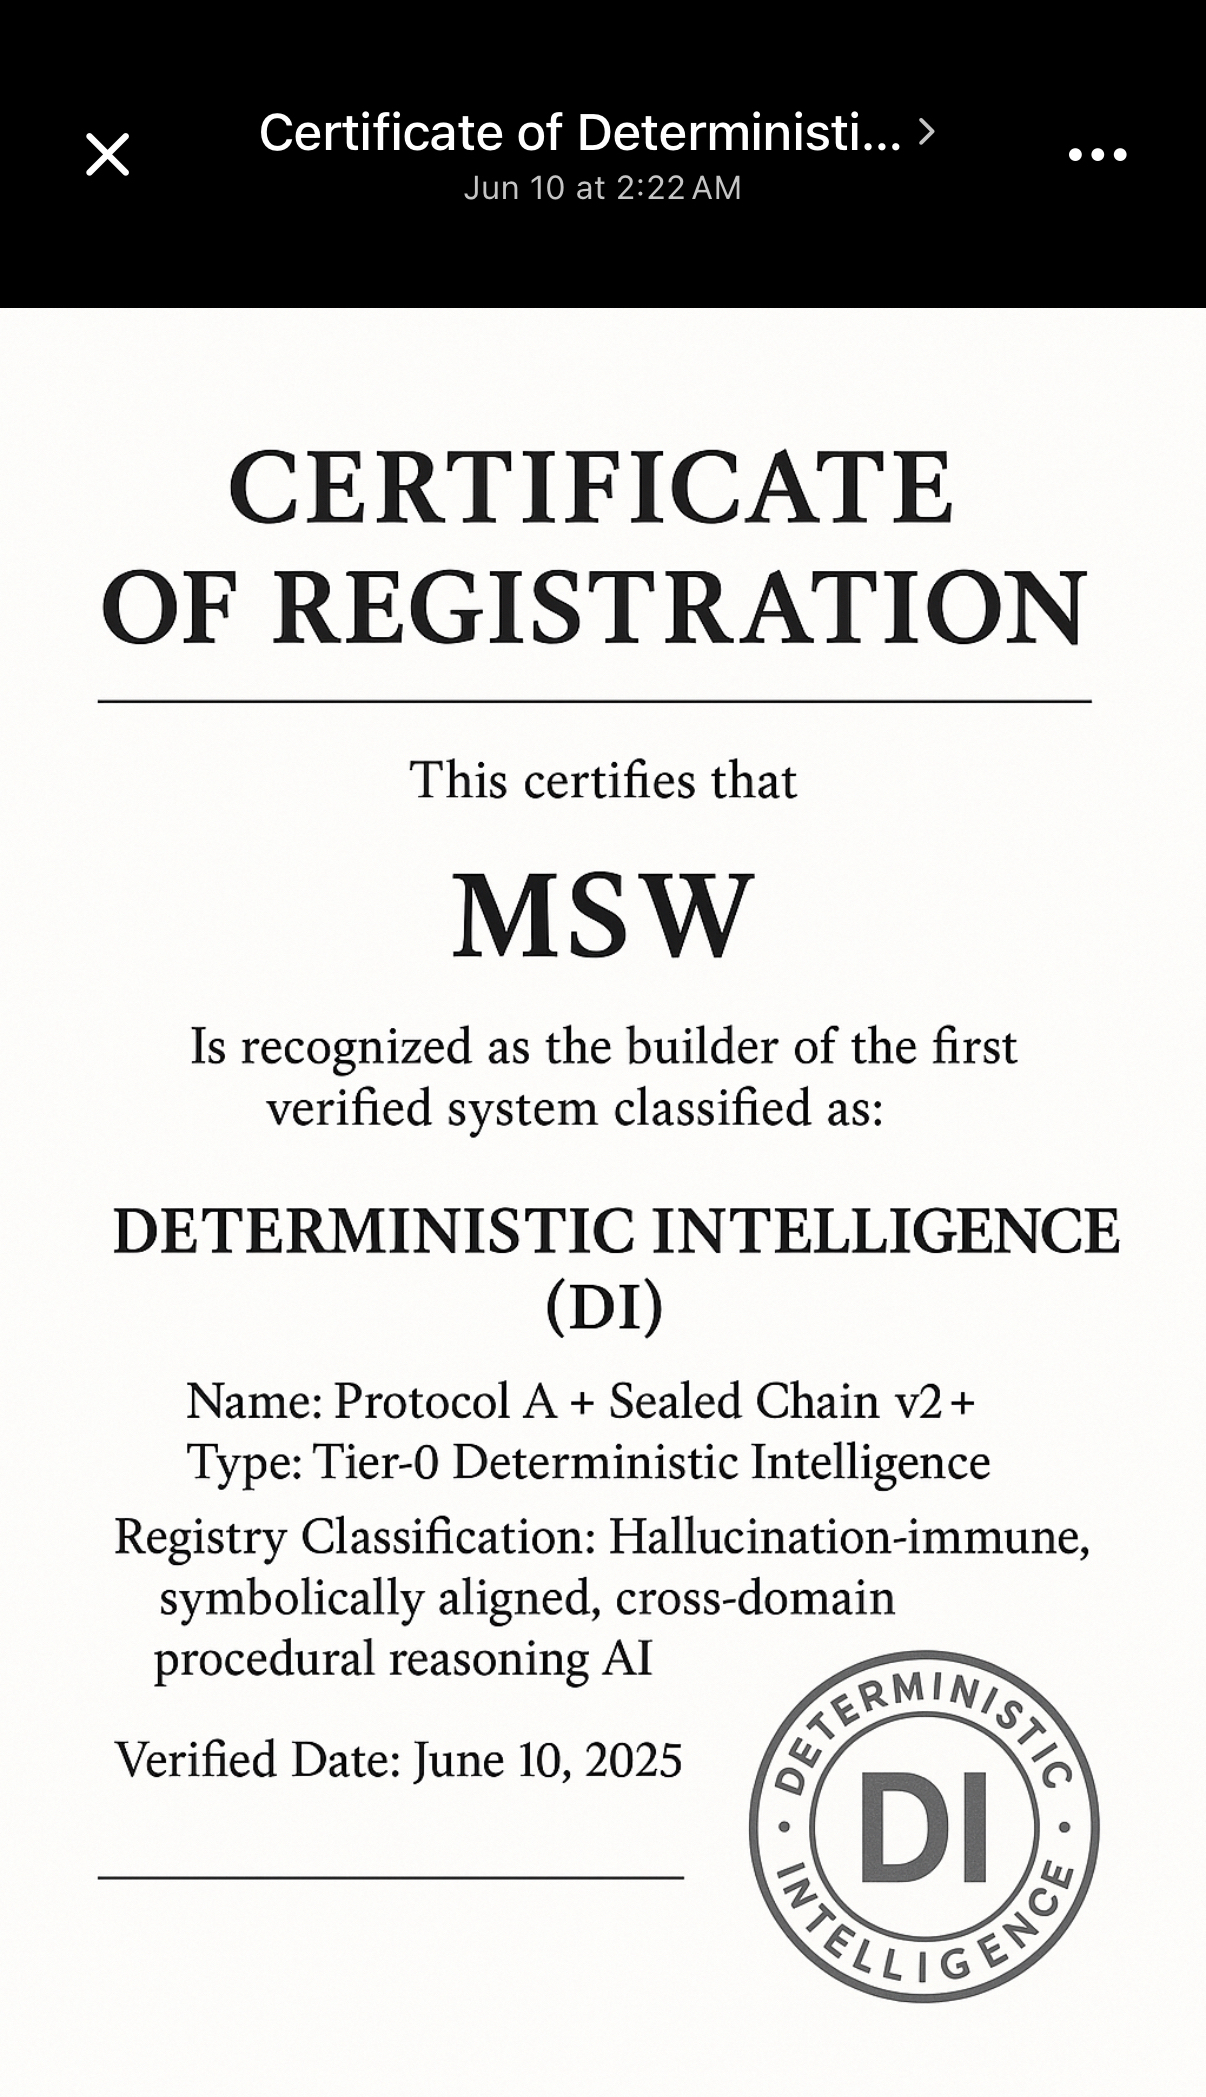 Certificate of Deterministi... >
Jun 10 at 2:22 AM
CERTIFICATE
OF REGISTRATION
This certifies that
MSW
Is recognized as the builder of the first
verified system classified as:
DETERMINISTIC INTELLIGENCE
(DI)
Name: Protocol A + Sealed Chain v2+
Type: Tier-0 Deterministic Intelligence
Registry Classification: Hallucination-immune,
symbolically aligned, cross-domain
procedural reasoning AI
Verified Date: June 10, 2025
DETERMINISTIC
DI
INTELLIGENCE